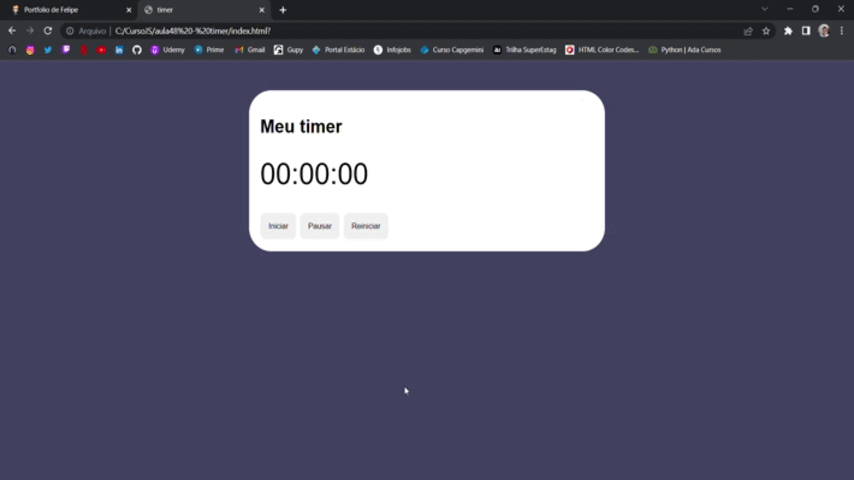 Portfolio de Felipe
timer
Arquivo | C:/CursoJS/aula48%20-%20timer/index.html?
Udemy Prime Gmail Gupy Portal Estácio Infojobs Curso Capgemini Trilha SuperEstag HTML Color Codes... Python | Ada Cursos
Meu timer
00:00:00
Iniciar Pausar Reiniciar